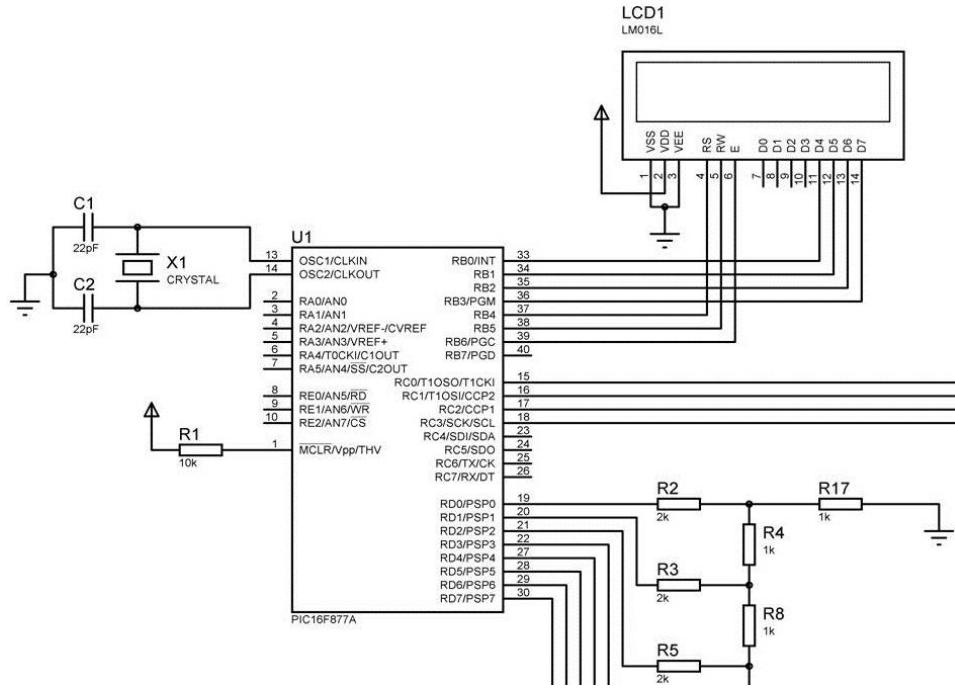 LCD1
LM016L
VSS
VDD
VEE
RS
RW
E
D0
D1
D2
D3
D4
D5
D6
D7
1
2
3
4
5
6
7
8
9
10
11
12
13
14
C1
22pF
X1
CRYSTAL
C2
22pF
U1
13 OSC1/CLKIN RB0/INT 33
14 OSC2/CLKOUT RB1 34
RB2 35
2 RA0/AN0 RB3/PGM 36
3 RA1/AN1 RB4 37
4 RA2/AN2/VREF-/CVREF RB5 38
5 RA3/AN3/VREF+ RB6/PGC 39
6 RA4/T0CKI/C1OUT RB7/PGD 40
7 RA5/AN4/SS/C2OUT
RC0/T1OSO/T1CKI 15
8 RE0/AN5/RD RC1/T1OSI/CCP2 16
9 RE1/AN6/WR RC2/CCP1 17
10 RE2/AN7/CS RC3/SCK/SCL 18
RC4/SDI/SDA 23
1 MCLR/Vpp/THV RC5/SDO 24
RC6/TX/CK 25
RC7/RX/DT 26
RD0/PSP0 19
RD1/PSP1 20
RD2/PSP2 21
RD3/PSP3 22
RD4/PSP4 27
RD5/PSP5 28
RD6/PSP6 29
RD7/PSP7 30
PIC16F877A
R1
10k
R2
2k
R17
1k
R4
1k
R3
2k
R8
1k
R5
2k